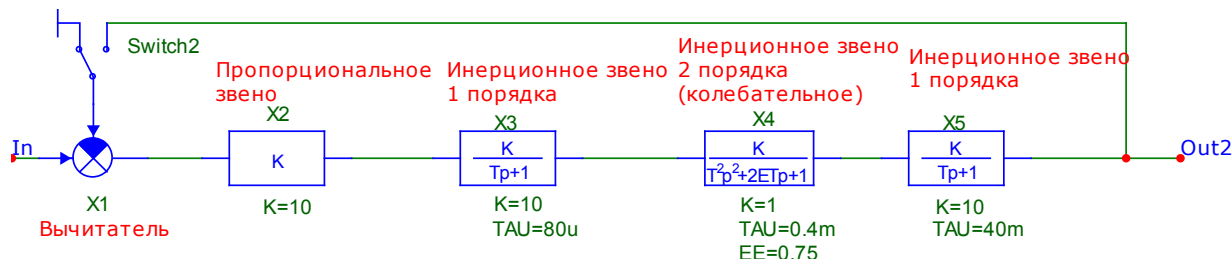 Switch2
Пропорциональное
звено
X2
K
K=10
Инерционное звено
1 порядка
X3
K
Tp+1
K=10
TAU=80u
Инерционное звено
2 порядка
(колебательное)
X4
K
T²p²+2ETp+1
K=1
TAU=0.4m
EE=0.75
Инерционное звено
1 порядка
X5
K
Tp+1
K=10
TAU=40m
In
X1
Вычитатель
Out2